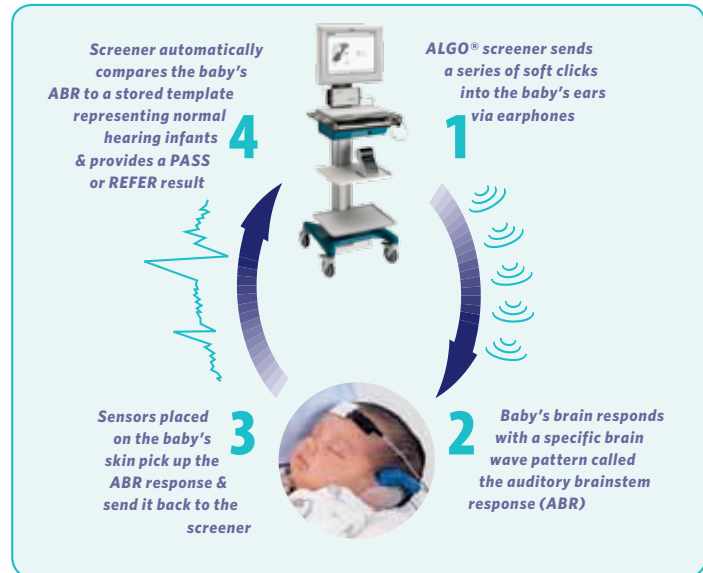 1
ALGO® screener sends
a series of soft clicks
into the baby's ears
via earphones
2
Baby's brain responds
with a specific brain
wave pattern called
the auditory brainstem
response (ABR)
3
Sensors placed
on the baby's
skin pick up the
ABR response &
send it back to the
screener
4
Screener automatically
compares the baby's
ABR to a stored template
representing normal
hearing infants
& provides a PASS
or REFER result